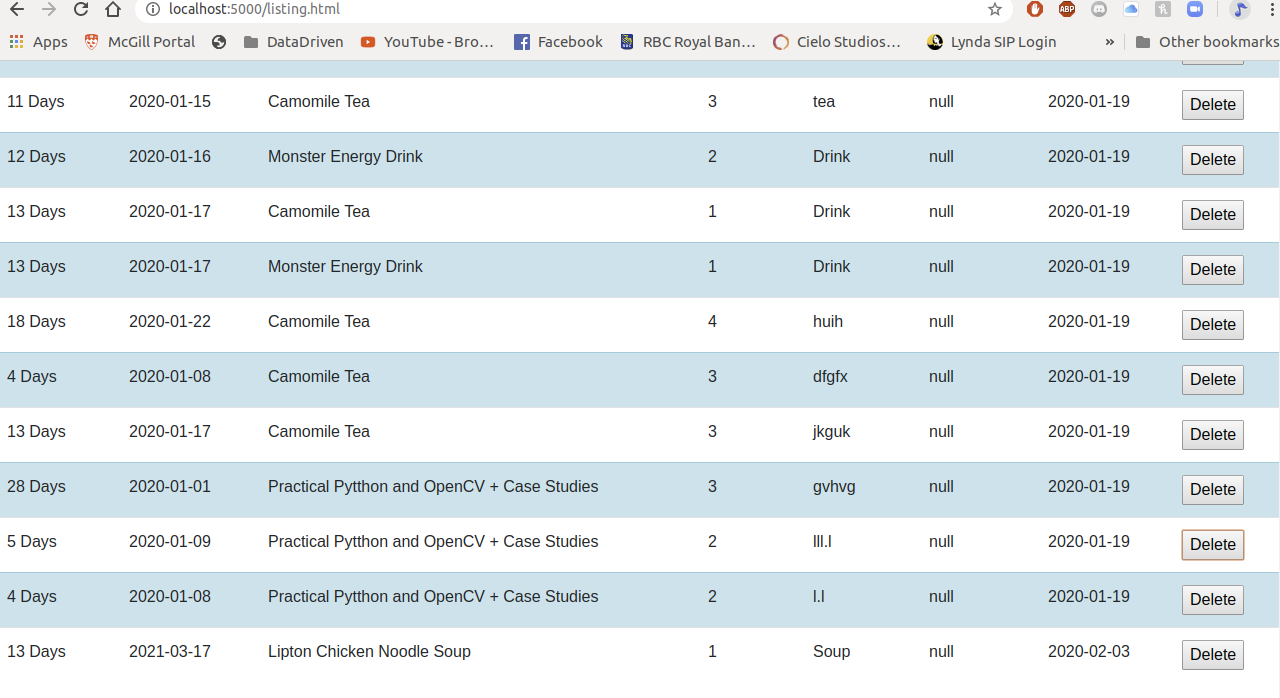 localhost:5000/listing.html
ABP
Apps McGill Portal DataDriven YouTube - Bro… Facebook RBC Royal Ban… Cielo Studios… Lynda SIP Login » Other bookmarks
11 Days 2020-01-15 Camomile Tea 3 tea null 2020-01-19 Delete
12 Days 2020-01-16 Monster Energy Drink 2 Drink null 2020-01-19 Delete
13 Days 2020-01-17 Camomile Tea 1 Drink null 2020-01-19 Delete
13 Days 2020-01-17 Monster Energy Drink 1 Drink null 2020-01-19 Delete
18 Days 2020-01-22 Camomile Tea 4 huih null 2020-01-19 Delete
4 Days 2020-01-08 Camomile Tea 3 dfgfx null 2020-01-19 Delete
13 Days 2020-01-17 Camomile Tea 3 jkguk null 2020-01-19 Delete
28 Days 2020-01-01 Practical Pytthon and OpenCV + Case Studies 3 gvhvg null 2020-01-19 Delete
5 Days 2020-01-09 Practical Pytthon and OpenCV + Case Studies 2 lll.l null 2020-01-19 Delete
4 Days 2020-01-08 Practical Pytthon and OpenCV + Case Studies 2 l.l null 2020-01-19 Delete
13 Days 2021-03-17 Lipton Chicken Noodle Soup 1 Soup null 2020-02-03 Delete